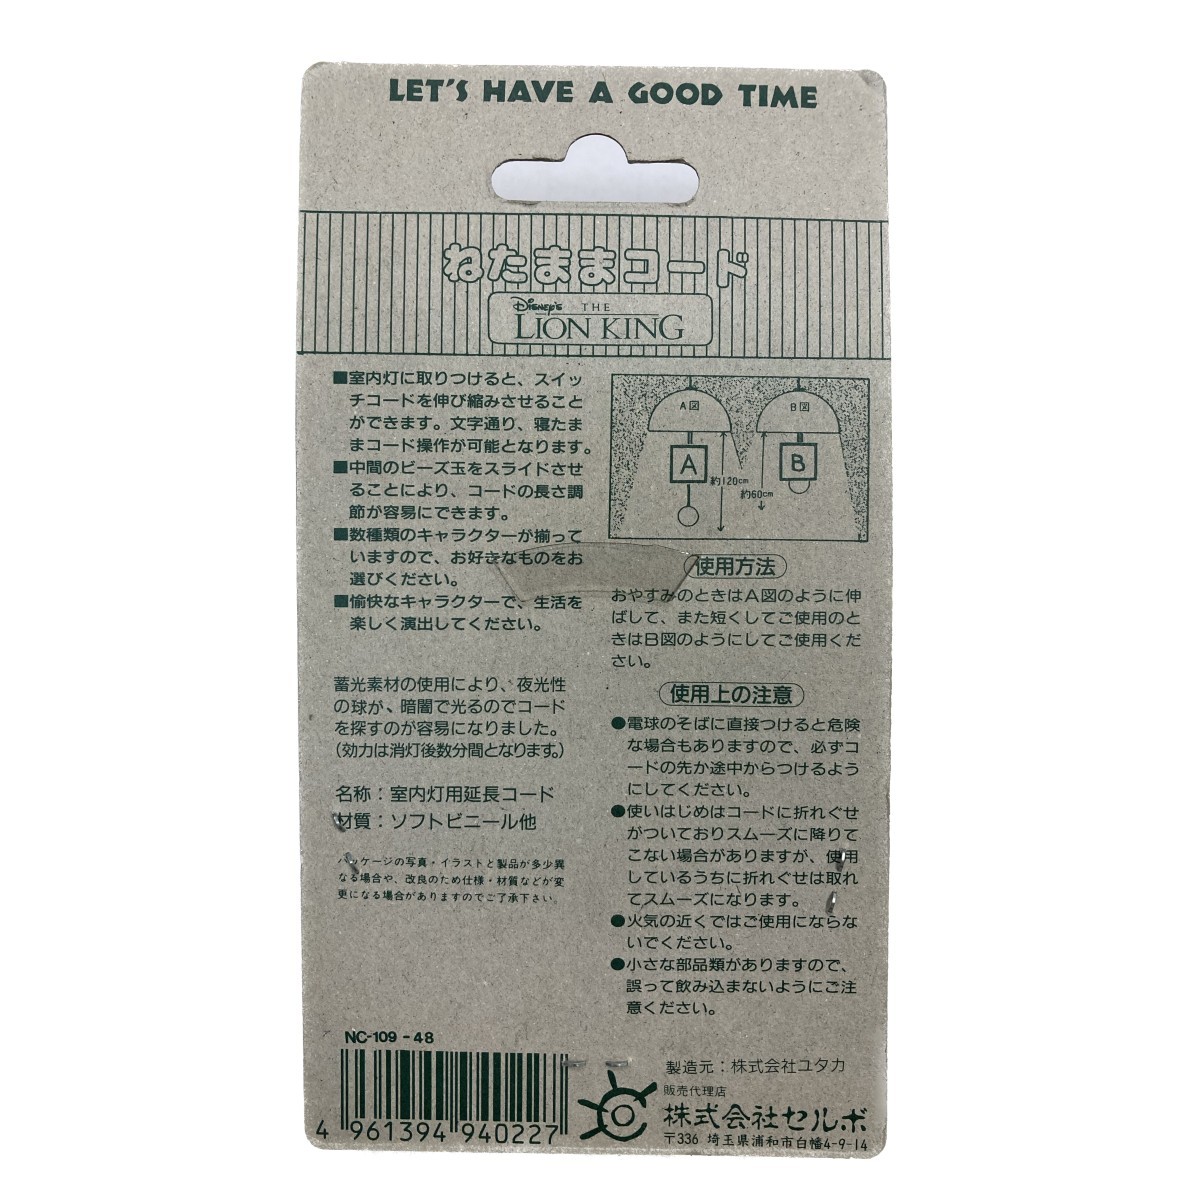 LET'S HAVE A GOOD TIME
ねたままコード
Disney's THE
LION KING
■室内灯に取りつけると、スイッ
チコードを伸び縮みさせること
ができます。文字通り、寝たま
まコード操作が可能となります。
■中間のビーズ玉をスライドさせ
ることにより、コードの長さ調
節が容易にできます。
■数種類のキャラクターが揃って
いますので、お好きなものをお
選びください。
■愉快なキャラクターで、生活を
楽しく演出してください。
蓄光素材の使用により、夜光性
の球が、暗闇で光るのでコード
を探すのが容易になりました。
(効力は消灯後数分間となります。)
名称：室内灯用延長コード
材質：ソフトビニール他
パッケージの写真・イラストと製品が多少異
なる場合や、改良のため仕様・材質などが変
更になる場合がありますのでご了承下さい。
A図
B図
A
B
約120cm
約60cm
使用方法
おやすみのときはA図のように伸
ばして、また短くしてご使用のと
きはB図のようにしてご使用くだ
さい。
使用上の注意
●電球のそばに直接つけると危険
な場合もありますので、必ずコ
ードの先か途中からつけるよう
にしてください。
●使いはじめはコードに折れぐせ
がついておりスムーズに降りて
こない場合がありますが、使用
しているうちに折れぐせは取れ
てスムーズになります。
●火気の近くではご使用にならな
いでください。
●小さな部品類がありますので、
誤って飲み込まないようにご注
意ください。
NC-109-48
4 961394 940227
製造元：株式会社ユタカ
販売代理店
株式会社セルボ
〒336 埼玉県浦和市白幡4-9-14